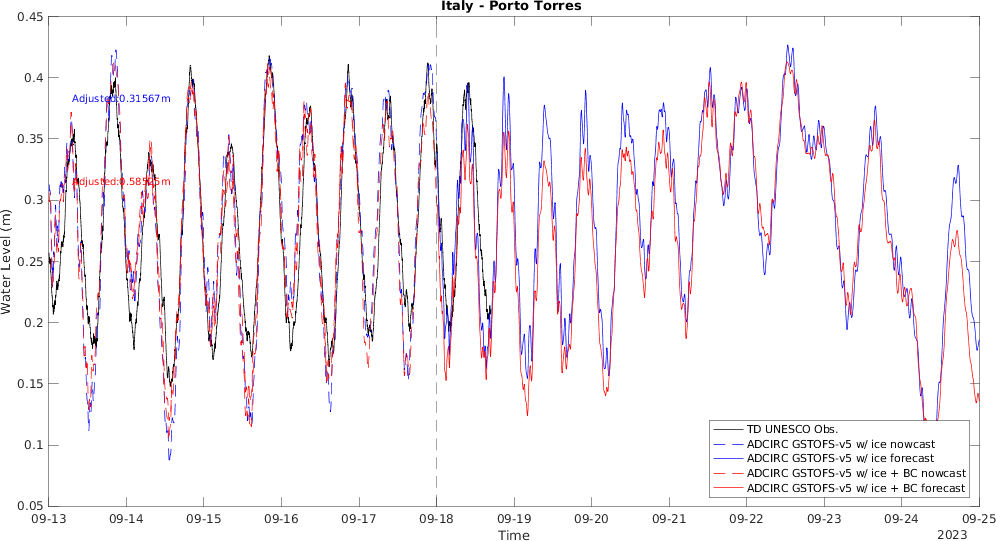 Italy - Porto Torres
0.45
0.4
0.35
0.3
0.25
0.2
0.15
0.1
0.05
Water Level (m)
Adjusted:0.31567m
Adjusted:0.58525m
TD UNESCO Obs.
ADCIRC GSTOFS-v5 w/ ice nowcast
ADCIRC GSTOFS-v5 w/ ice forecast
ADCIRC GSTOFS-v5 w/ ice + BC nowcast
ADCIRC GSTOFS-v5 w/ ice + BC forecast
09-13 09-14 09-15 09-16 09-17 09-18 09-19 09-20 09-21 09-22 09-23 09-24 09-25
Time
2023